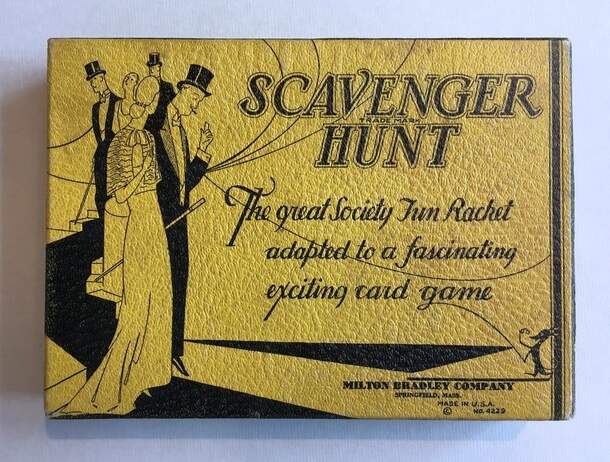 SCAVENGER
TRADE MARK
HUNT
The great Society Fun Racket
adapted to a fascinating
exciting card game
MILTON BRADLEY COMPANY
SPRINGFIELD, MASS.
MADE IN U.S.A.
© NO. 4229